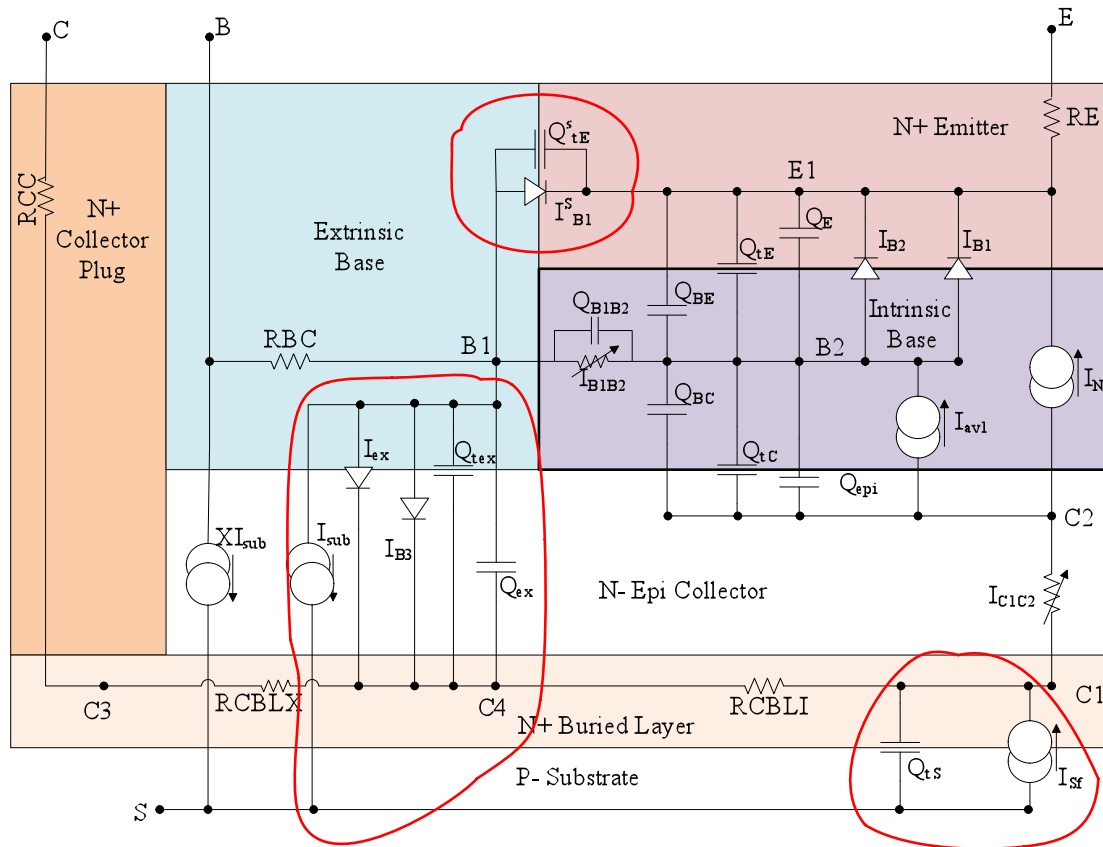 C
B
E
RE
N+ Emitter
Q^s_tE
RCC
E1
I^S_B1
N+
Collector
Plug
Extrinsic
Base
Q_E
I_B2
I_B1
Q_tE
Q_BE
Intrinsic
Base
Q_B1B2
RBC
B1
B2
I_B1B2
I_N
Q_BC
I_avl
I_ex
Q_tex
Q_tC
Q_epi
C2
XI_sub
I_sub
I_B3
Q_ex
N- Epi Collector
I_C1C2
C3
RCBLX
C4
RCBLI
C1
N+ Buried Layer
Q_tS
I_Sf
P- Substrate
S